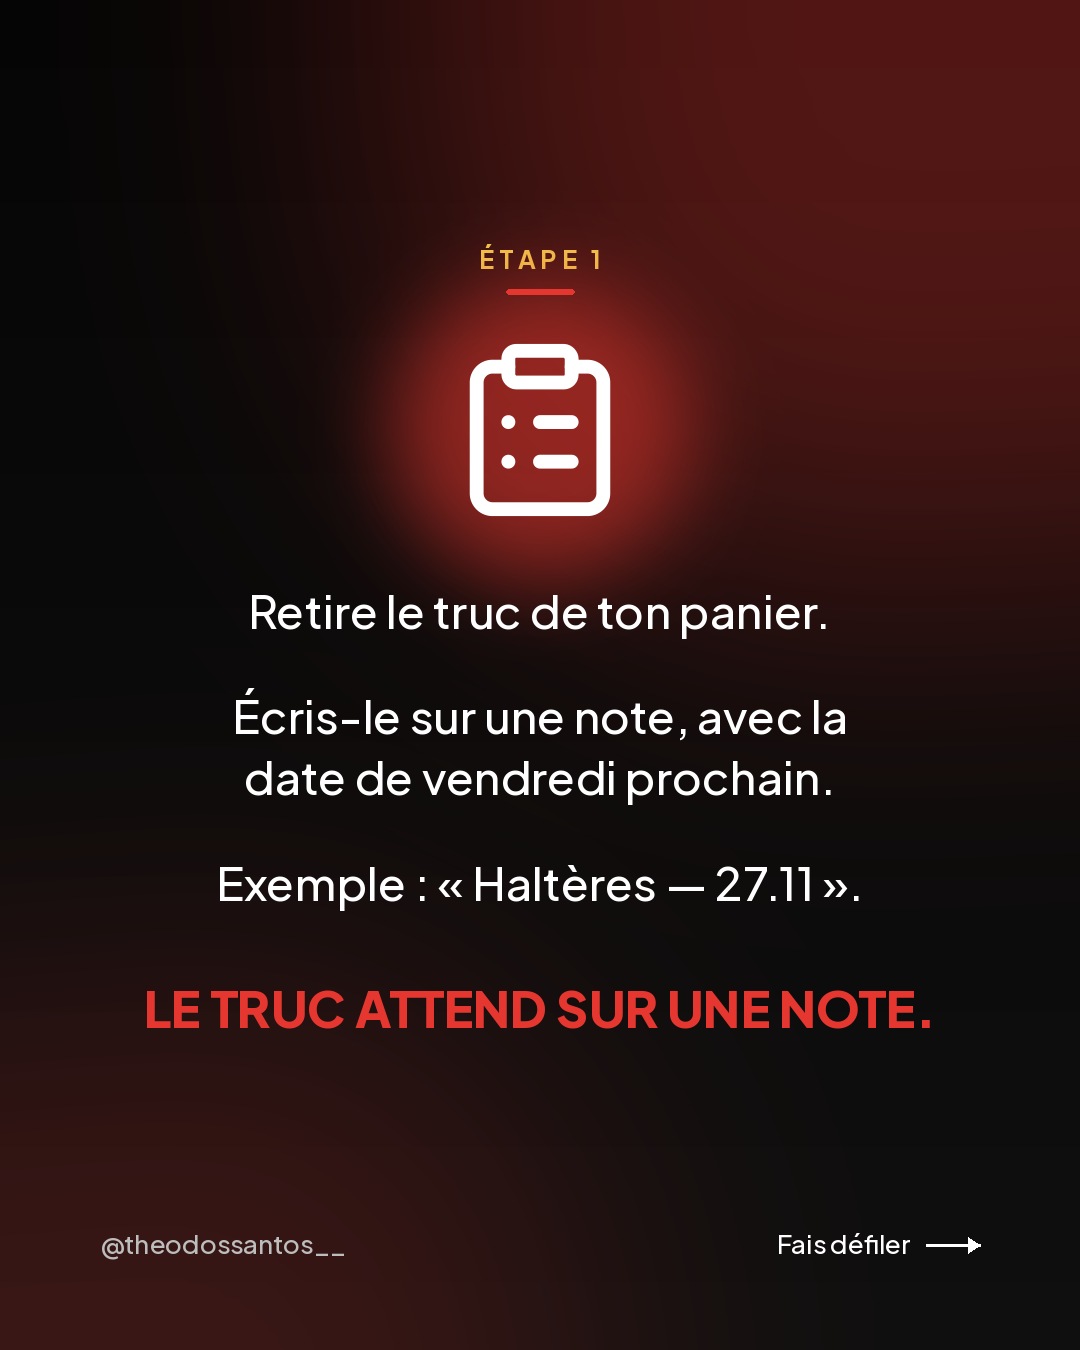 ÉTAPE 1
Retire le truc de ton panier.
Écris-le sur une note, avec la
date de vendredi prochain.
Exemple : « Haltères — 27.11 ».
LE TRUC ATTEND SUR UNE NOTE.
@theodossantos__
Fais défiler